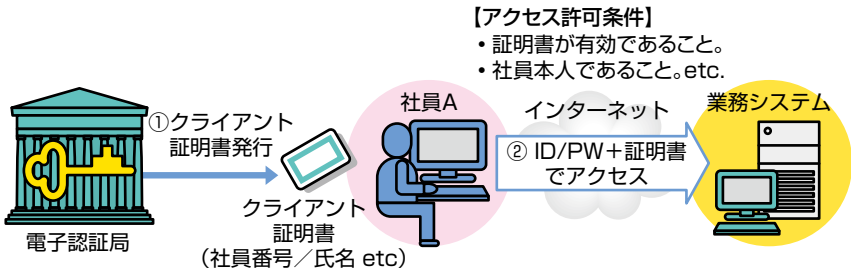 【アクセス許可条件】
・証明書が有効であること。
・社員本人であること。etc.
社員A
インターネット
業務システム
①クライアント
証明書発行
② ID/PW＋証明書
でアクセス
クライアント
証明書
（社員番号／氏名 etc）
電子認証局